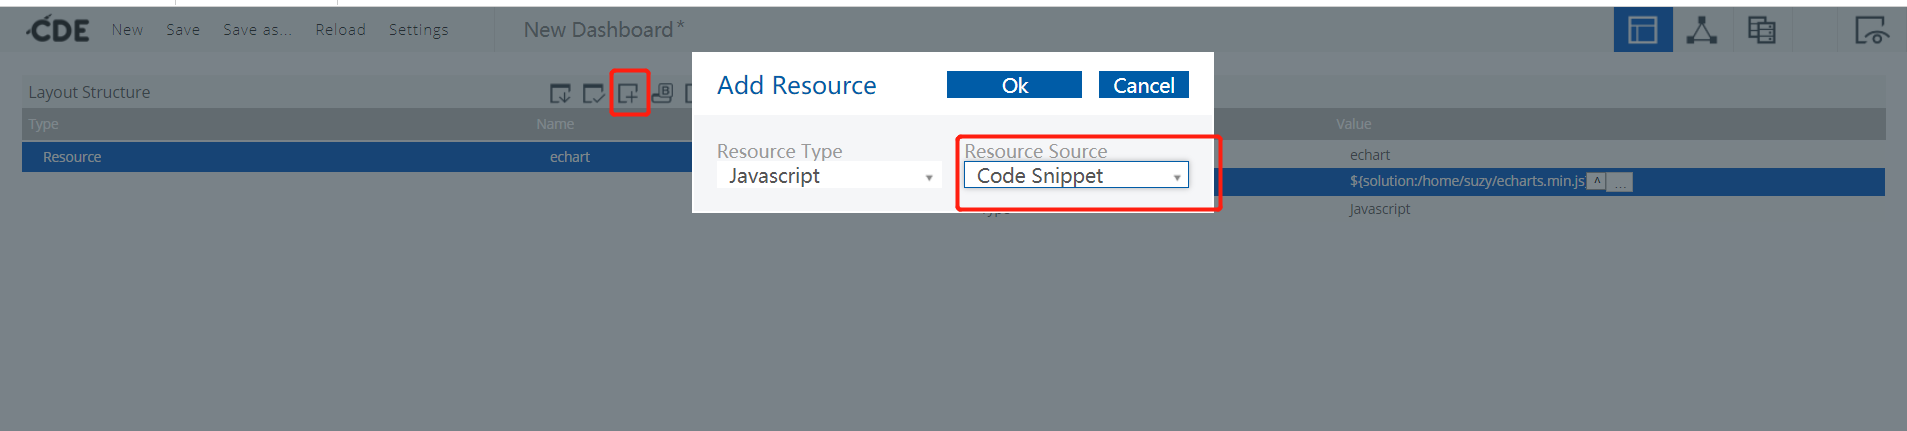 CDE New Save Save as... Reload Settings New Dashboard*
Add Resource Ok Cancel
Layout Structure
Type Name Value
Resource Type Resource Source
Javascript Code Snippet
Resource echart echart
${solution:/home/suzy/echarts.min.js ^ ...
Type Javascript